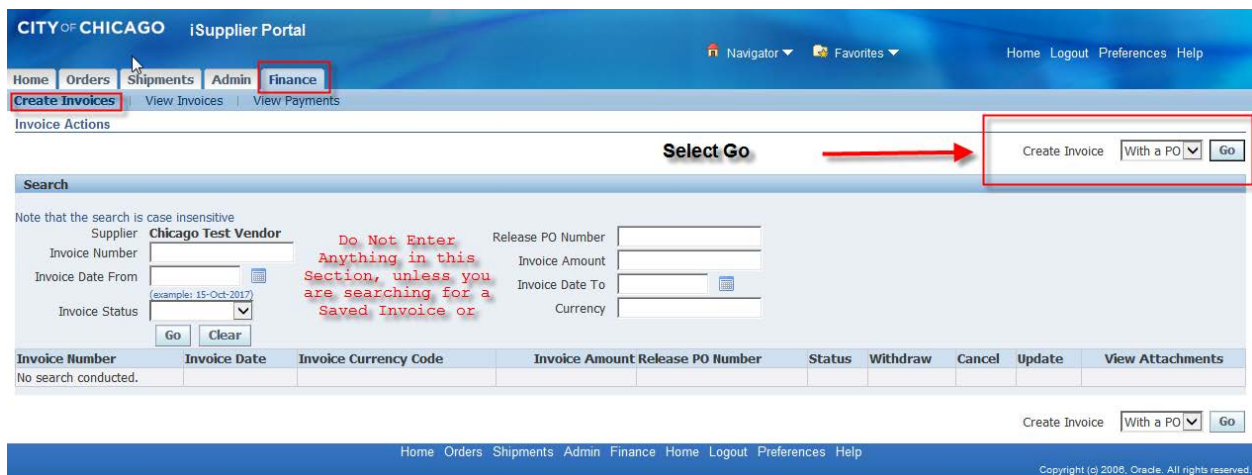 CITY OF CHICAGO iSupplier Portal
Navigator Favorites Home Logout Preferences Help
Home Orders Shipments Admin Finance
Create Invoices | View Invoices | View Payments
Invoice Actions
Select Go Create Invoice With a PO Go
Search
Note that the search is case insensitive
Supplier Chicago Test Vendor
Invoice Number
Invoice Date From
(example: 15-Oct-2017)
Invoice Status
Go Clear
Do Not Enter
Anything in this
Section, unless you
are searching for a
Saved Invoice or
Release PO Number
Invoice Amount
Invoice Date To
Currency
Invoice Number Invoice Date Invoice Currency Code Invoice Amount Release PO Number Status Withdraw Cancel Update View Attachments
No search conducted.
Create Invoice With a PO Go
Home Orders Shipments Admin Finance Home Logout Preferences Help
Copyright (c) 2006, Oracle. All rights reserved.